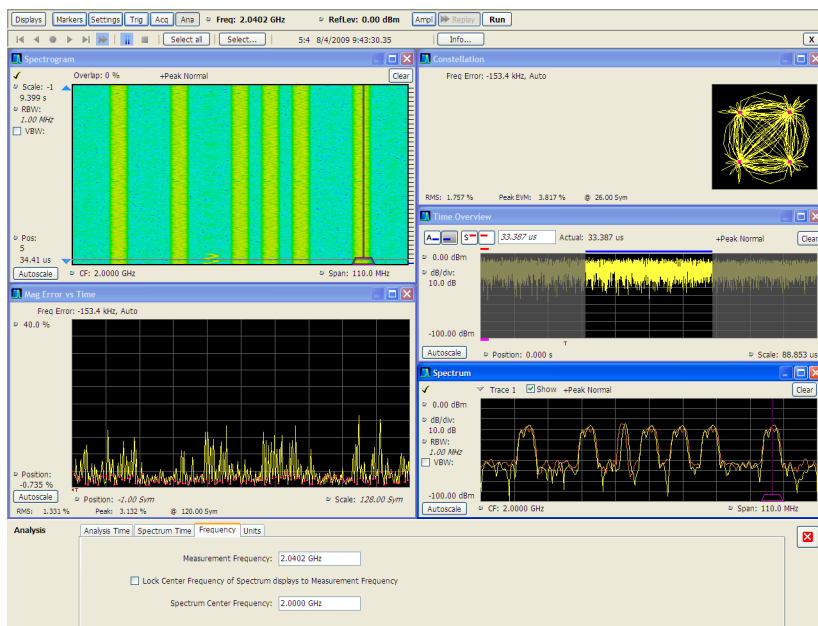 Displays Markers Settings Trig Acq Ana Freq: 2.0402 GHz RefLev: 0.00 dBm Ampl Replay Run
Select all Select... 5:4 8/4/2009 9:43:30.35 Info... X
Spectrogram
Overlap: 0 % +Peak Normal Clear
Scale: -1
9.399 s
RBW:
1.00 MHz
VBW:
Pos:
5
34.41 us
Autoscale CF: 2.0000 GHz Span: 110.0 MHz
Constellation
Freq Error: -153.4 kHz, Auto
RMS: 1.757 % Peak EVM: 3.817 % @ 26.00 Sym
Time Overview
A S 33.387 us Actual: 33.387 us +Peak Normal Clear
0.00 dBm
dB/div:
10.0 dB
-100.00 dBm
T
Autoscale Position: 0.000 s Scale: 88.853 us
Mag Error vs Time
Freq Error: -153.4 kHz, Auto
40.0 %
Position:
-0.735 %
Autoscale Position: -1.00 Sym Scale: 128.00 Sym
RMS: 1.331 % Peak: 3.132 % @ 120.00 Sym
Spectrum
Trace 1 Show +Peak Normal Clear
0.00 dBm
dB/div:
10.0 dB
RBW:
1.00 MHz
VBW:
-100.00 dBm
Autoscale CF: 2.0000 GHz Span: 110.0 MHz
Analysis Analysis Time Spectrum Time Frequency Units
Measurement Frequency: 2.0402 GHz
Lock Center Frequency of Spectrum displays to Measurement Frequency
Spectrum Center Frequency: 2.0000 GHz